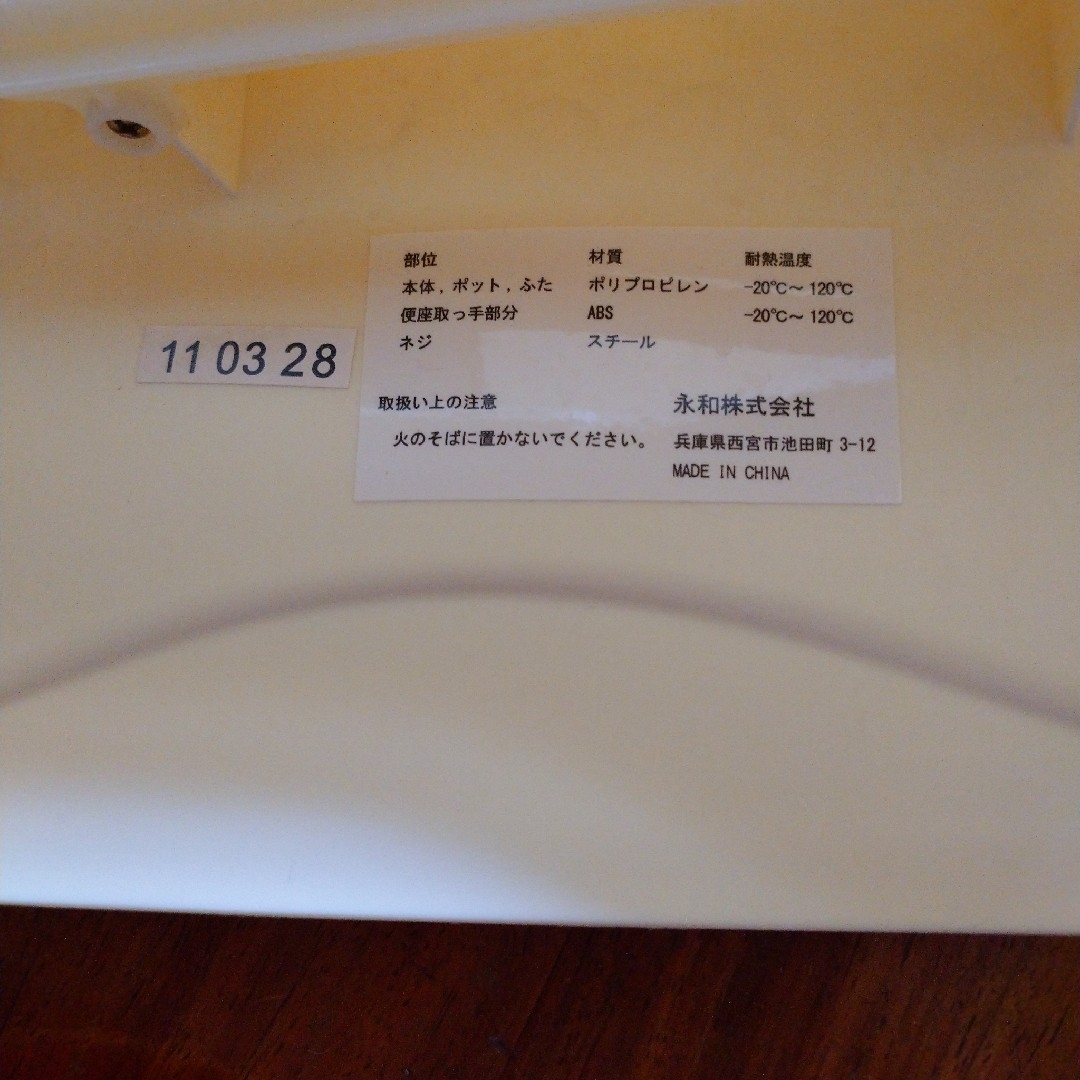 部位 材質 耐熱温度
本体, ポット, ふた ポリプロピレン -20℃~ 120℃
便座取っ手部分 ABS -20℃~ 120℃
ネジ スチール
11 03 28
取扱い上の注意 永和株式会社
火のそばに置かないでください。 兵庫県西宮市池田町 3-12
MADE IN CHINA